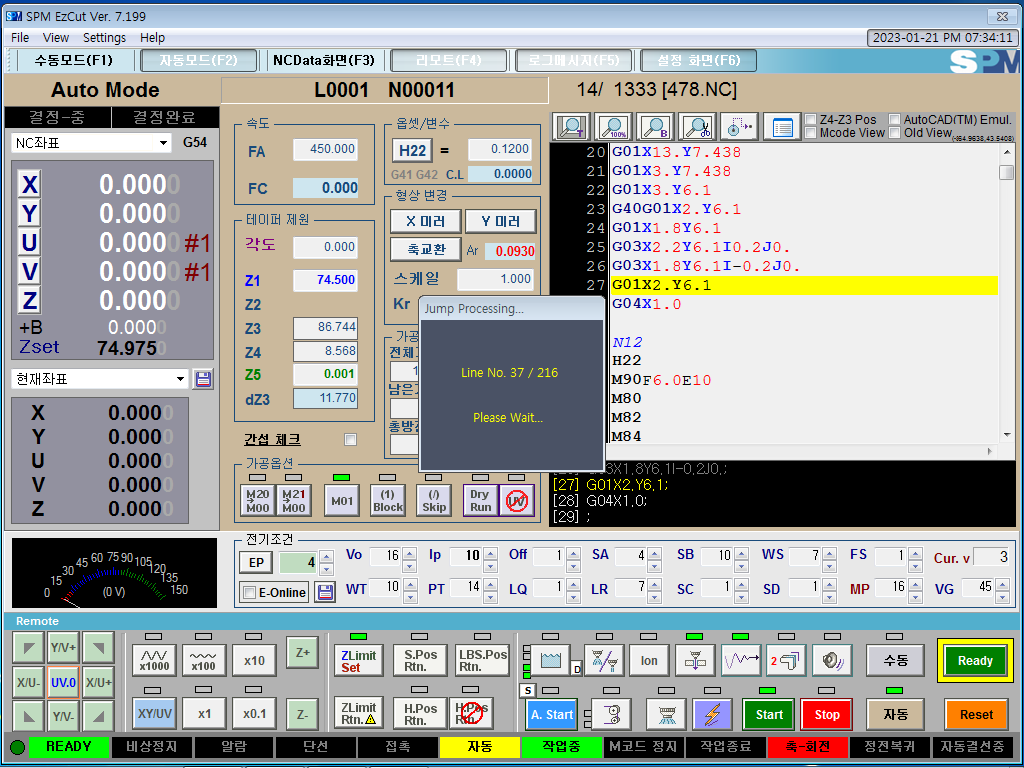 SPM EzCut Ver. 7.199
File View Settings Help
2023-01-21 PM 07:34:11
수동모드(F1) 자동모드(F2) NCData화면(F3) 리모트(F4) 로그메시지(F5) 설정 화면(F6) SPM
Auto Mode
L0001 N00011
14/ 1333 [478.NC]
결정-중 결정완료
NC좌표 G54
X 0.0000
Y 0.0000
U 0.0000 #1
V 0.0000 #1
Z 0.0000
+B 0.0000
Zset 74.9750
현재좌표
X 0.0000
Y 0.0000
U 0.0000
V 0.0000
Z 0.0000
속도
FA 450.000
FC 0.000
테이퍼 제원
각도 0.000
Z1 74.500
Z2
Z3 86.744
Z4 8.568
Z5 0.001
dZ3 11.770
간섭 체크
옵셋/변수
H22 = 0.1200
G41 G42 C.L 0.0000
형상 변경
X 미러 Y 미러
축교환 Ar 0.0930
스케일 1.000
Kr
가공옵션
M20 M00 M21 M00 M01 (1) Block (/) Skip Dry Run UV
T 100% B
Z4-Z3 Pos AutoCAD(TM) Emul.
Mcode View Old View
(-164.9638,43.5408)
20 G01X13.Y7.438
21 G01X3.Y7.438
22 G01X3.Y6.1
23 G40G01X2.Y6.1
24 G01X1.8Y6.1
25 G03X2.2Y6.1I0.2J0.
26 G03X1.8Y6.1I-0.2J0.
27 G01X2.Y6.1
G04X1.0
N12
H22
M90F6.0E10
M80
M82
M84
Jump Processing...
Line No. 37 / 216
Please Wait...
[26] G03X1,8Y6,1I-0,2J0,;
[27] G01X2,Y6,1;
[28] G04X1,0;
[29] ;
0 15 30 45 60 75 90 105 120 135 150
(0 V)
전기조건
EP 4
E-Online
Vo 16 Ip 10 Off 1 SA 4 SB 10 WS 7 FS 1 Cur. v 3
WT 10 PT 14 LQ 1 LR 7 SC 1 SD 1 MP 16 VG 45
Remote
Y/V+
X/U- UV.0 X/U+
Y/V-
x1000 x100 x10 Z+
XY/UV x1 x0.1 Z-
ZLimit Set S.Pos Rtn. LBS.Pos Rtn.
ZLimit Rtn. H.Pos Rtn. H.Pos Rtn.
D Ion 2 수동 Ready
S A. Start Start Stop 자동 Reset
READY 비상정지 알람 단선 접촉 자동 작업중 M코드 정지 작업종료 축-회전 정전복귀 자동결선중